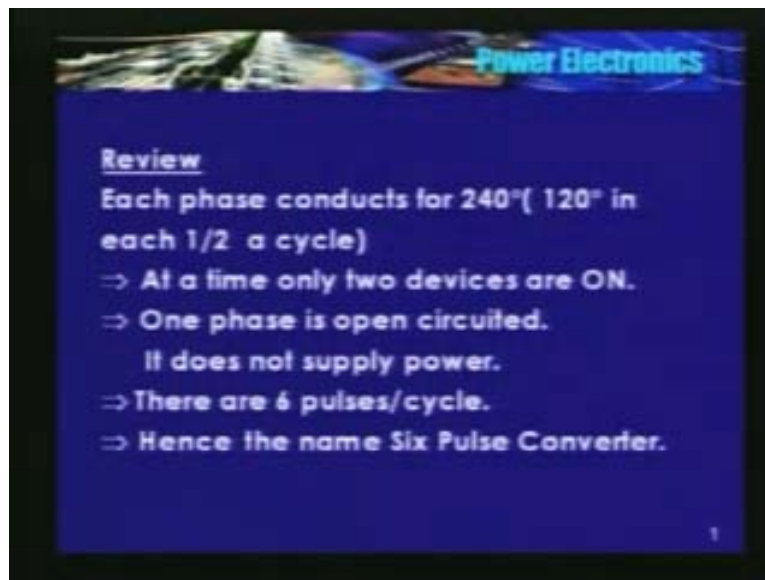 Power Electronics
Review
Each phase conducts for 240°( 120° in
each 1/2 a cycle)
⇒ At a time only two devices are ON.
⇒ One phase is open circuited.
It does not supply power.
⇒There are 6 pulses/cycle.
⇒ Hence the name Six Pulse Converter.
1